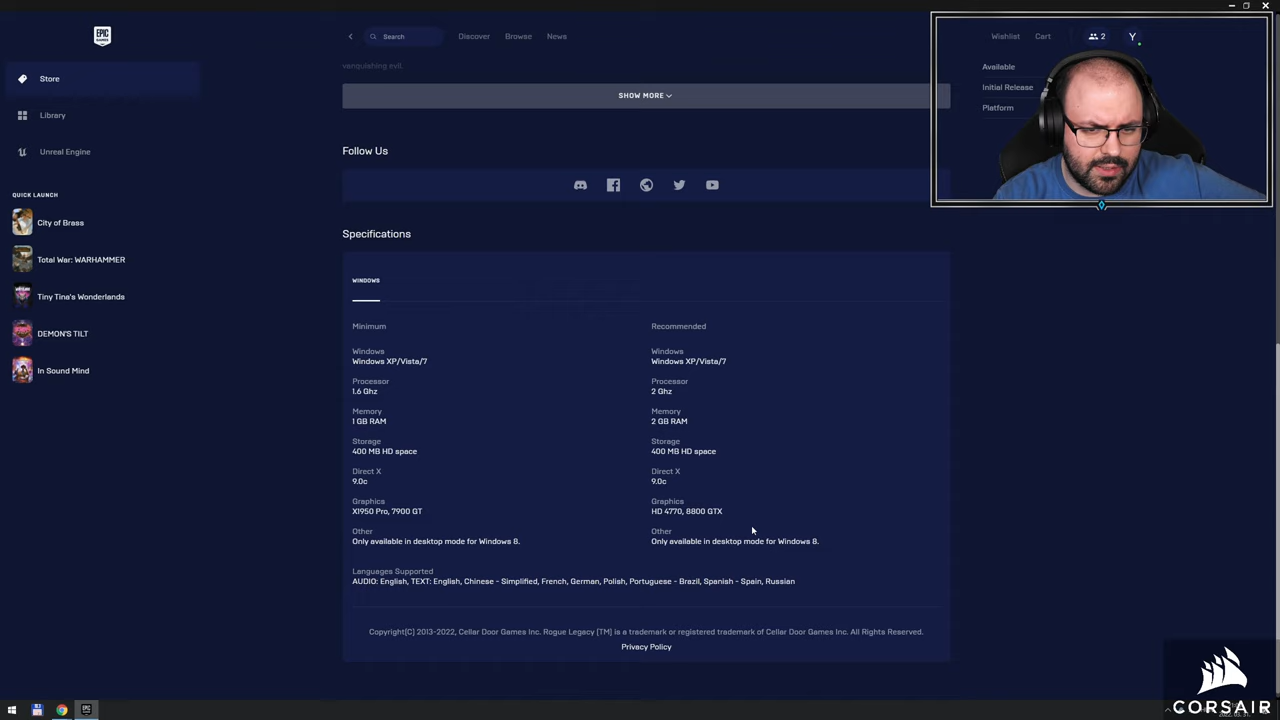 EPIC GAMES
Search
Discover
Browse
News
Wishlist
Cart
2
Y
Store
Library
Unreal Engine
QUICK LAUNCH
City of Brass
Total War: WARHAMMER
Tiny Tina's Wonderlands
DEMON'S TILT
In Sound Mind
vanquishing evil.
SHOW MORE
Available
Initial Release
Platform
Follow Us
Specifications
WINDOWS
Minimum
Recommended
Windows
Windows XP/Vista/7
Windows
Windows XP/Vista/7
Processor
1.6 Ghz
Processor
2 Ghz
Memory
1 GB RAM
Memory
2 GB RAM
Storage
400 MB HD space
Storage
400 MB HD space
Direct X
9.0c
Direct X
9.0c
Graphics
X1950 Pro, 7900 GT
Graphics
HD 4770, 8800 GTX
Other
Only available in desktop mode for Windows 8.
Other
Only available in desktop mode for Windows 8.
Languages Supported
AUDIO: English, TEXT: English, Chinese - Simplified, French, German, Polish, Portuguese - Brazil, Spanish - Spain, Russian
Copyright(C) 2013-2022, Cellar Door Games Inc. Rogue Legacy [TM] is a trademark or registered trademark of Cellar Door Games Inc. All Rights Reserved.
Privacy Policy
CORSAIR